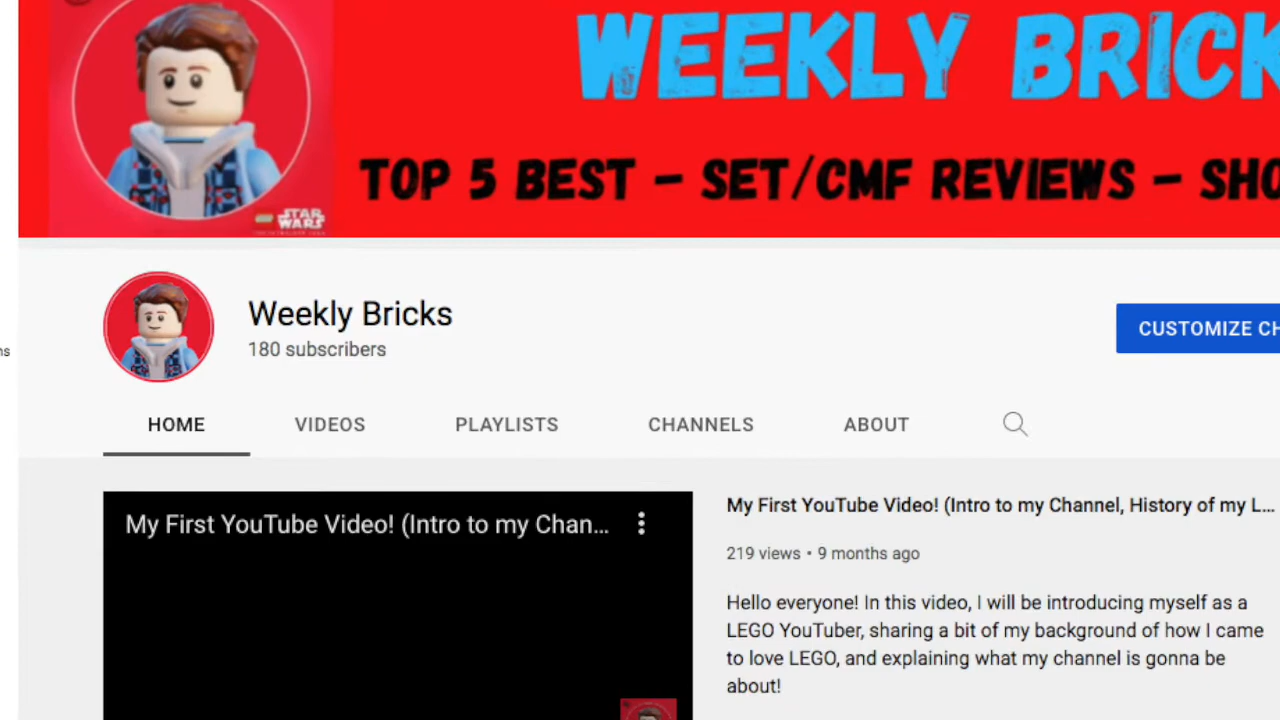 WEEKLY BRICK
TOP 5 BEST - SET/CMF REVIEWS - SHO
STAR
WARS
Weekly Bricks
180 subscribers
CUSTOMIZE CH
ns
HOME
VIDEOS
PLAYLISTS
CHANNELS
ABOUT
My First YouTube Video! (Intro to my Chan...
My First YouTube Video! (Intro to my Channel, History of my L...
219 views • 9 months ago
Hello everyone! In this video, I will be introducing myself as a
LEGO YouTuber, sharing a bit of my background of how I came
to love LEGO, and explaining what my channel is gonna be
about!